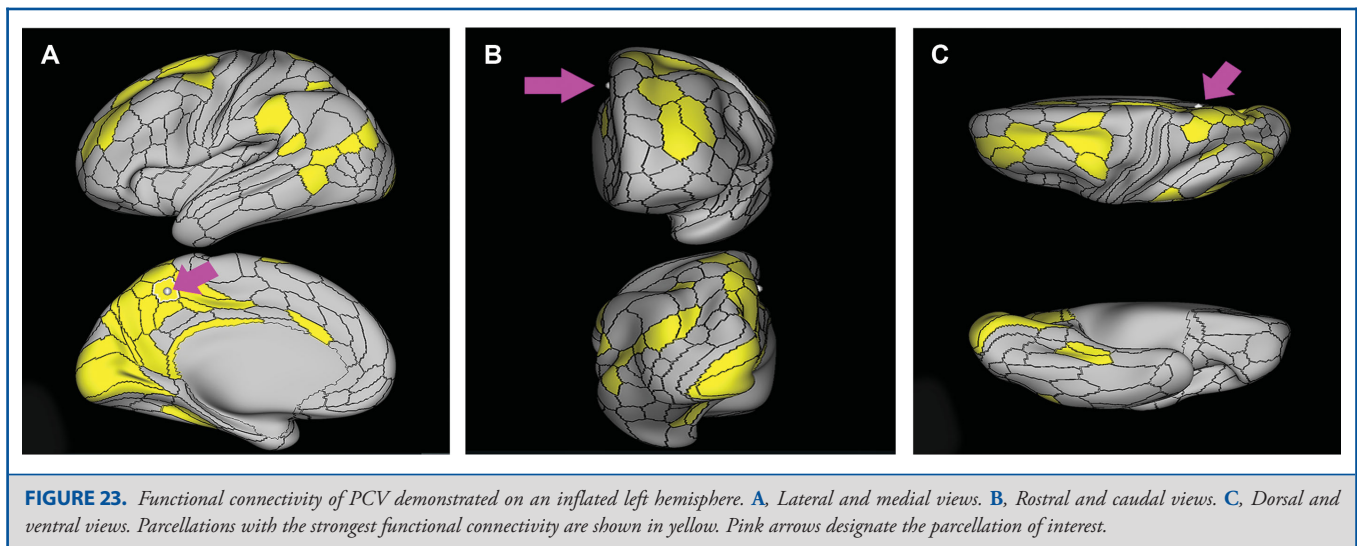 A
B
C
FIGURE 23. Functional connectivity of PCV demonstrated on an inflated left hemisphere. A, Lateral and medial views. B, Rostral and caudal views. C, Dorsal and
ventral views. Parcellations with the strongest functional connectivity are shown in yellow. Pink arrows designate the parcellation of interest.